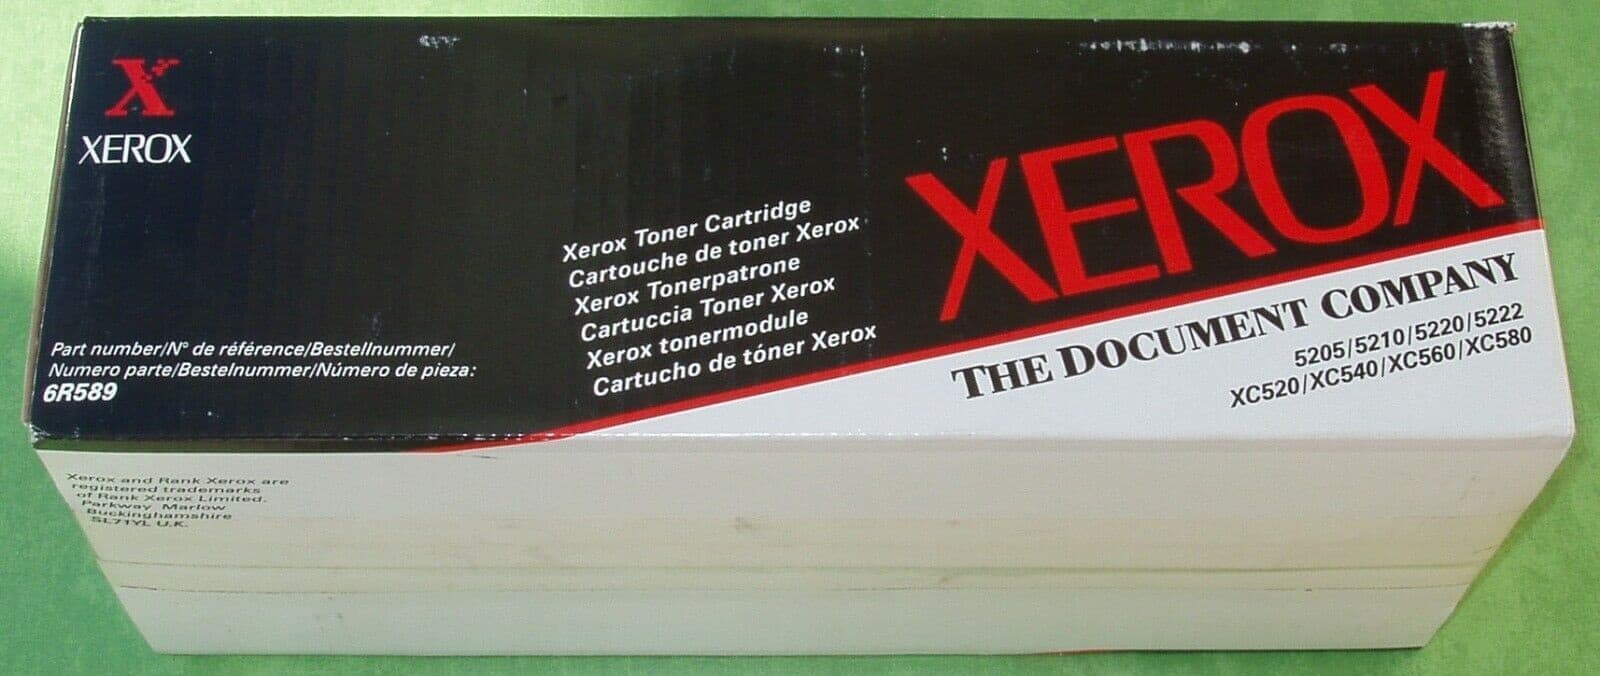 X
XEROX
Part number/N° de référence/Bestellnummer/
Numero parte/Bestelnummer/Número de pieza:
6R589
Xerox Toner Cartridge
Cartouche de toner Xerox
Xerox Tonerpatrone
Cartuccia Toner Xerox
Xerox tonermodule
Cartucho de tóner Xerox
XEROX
THE DOCUMENT COMPANY
5205/5210/5220/5222
XC520/XC540/XC560/XC580
Xerox and Rank Xerox are
registered trademarks
of Rank Xerox Limited.
Parkway Marlow
Buckinghamshire
SL71YL U.K.